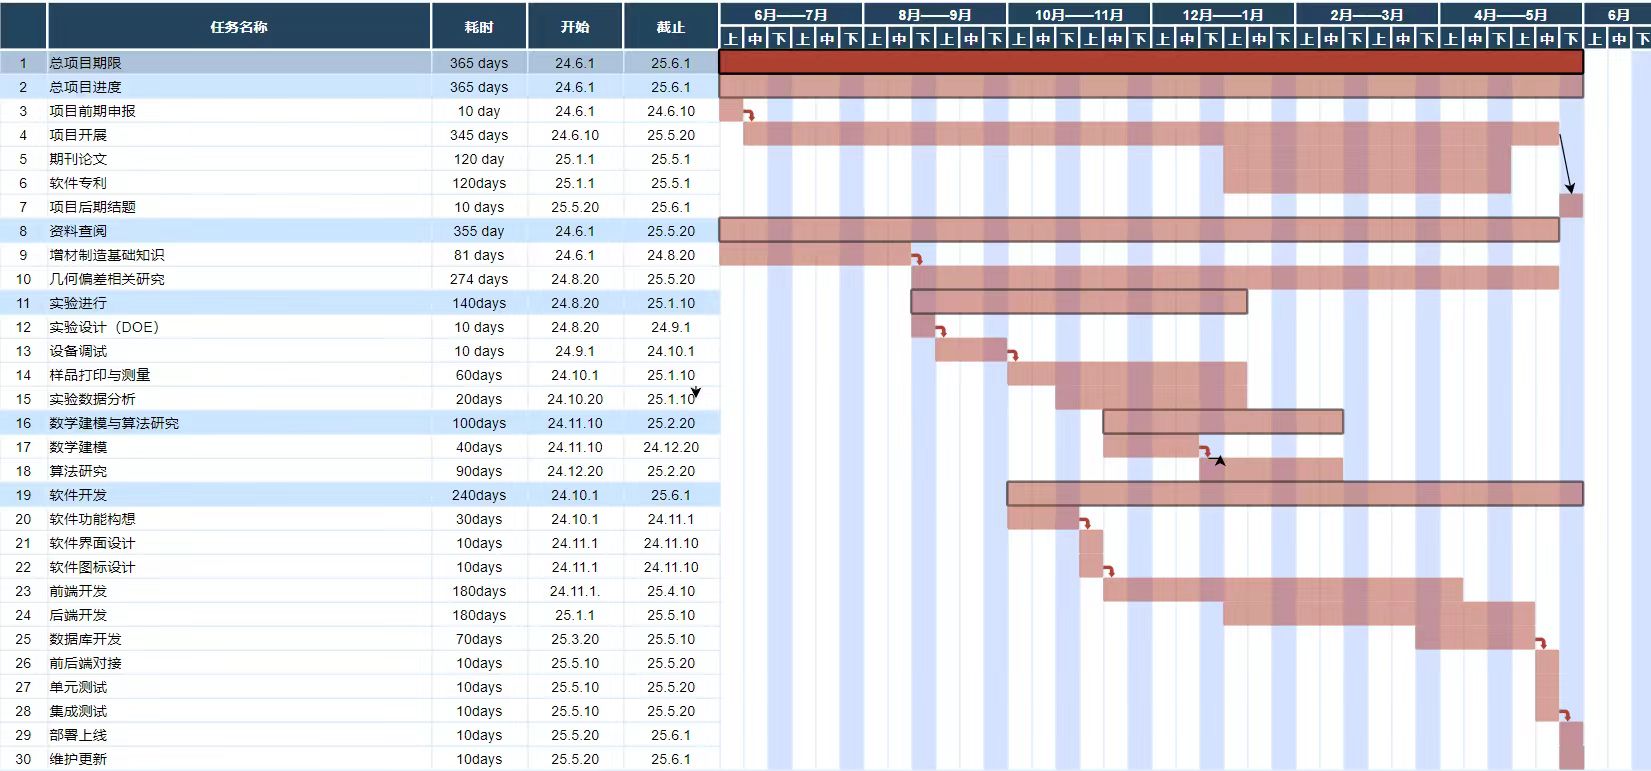 任务名称 耗时 开始 截止 6月——7月 8月——9月 10月——11月 12月——1月 2月——3月 4月——5月 6月
上 中 下 上 中 下 上 中 下 上 中 下 上 中 下 上 中 下 上 中 下 上 中 下 上 中 下 上 中 下 上 中 下 上 中 下 上 中 下
1 总项目期限 365 days 24.6.1 25.6.1
2 总项目进度 365 days 24.6.1 25.6.1
3 项目前期申报 10 day 24.6.1 24.6.10
4 项目开展 345 days 24.6.10 25.5.20
5 期刊论文 120 day 25.1.1 25.5.1
6 软件专利 120days 25.1.1 25.5.1
7 项目后期结题 10 days 25.5.20 25.6.1
8 资料查阅 355 day 24.6.1 25.5.20
9 增材制造基础知识 81 days 24.6.1 24.8.20
10 几何偏差相关研究 274 days 24.8.20 25.5.20
11 实验进行 140days 24.8.20 25.1.10
12 实验设计（DOE） 10 days 24.8.20 24.9.1
13 设备调试 10 days 24.9.1 24.10.1
14 样品打印与测量 60days 24.10.1 25.1.10
15 实验数据分析 20days 24.10.20 25.1.10
16 数学建模与算法研究 100days 24.11.10 25.2.20
17 数学建模 40days 24.11.10 24.12.20
18 算法研究 90days 24.12.20 25.2.20
19 软件开发 240days 24.10.1 25.6.1
20 软件功能构想 30days 24.10.1 24.11.1
21 软件界面设计 10days 24.11.1 24.11.10
22 软件图标设计 10days 24.11.1 24.11.10
23 前端开发 180days 24.11.1. 25.4.10
24 后端开发 180days 25.1.1 25.5.10
25 数据库开发 70days 25.3.20 25.5.10
26 前后端对接 10days 25.5.10 25.5.20
27 单元测试 10days 25.5.10 25.5.20
28 集成测试 10days 25.5.10 25.5.20
29 部署上线 10days 25.5.20 25.6.1
30 维护更新 10days 25.5.20 25.6.1